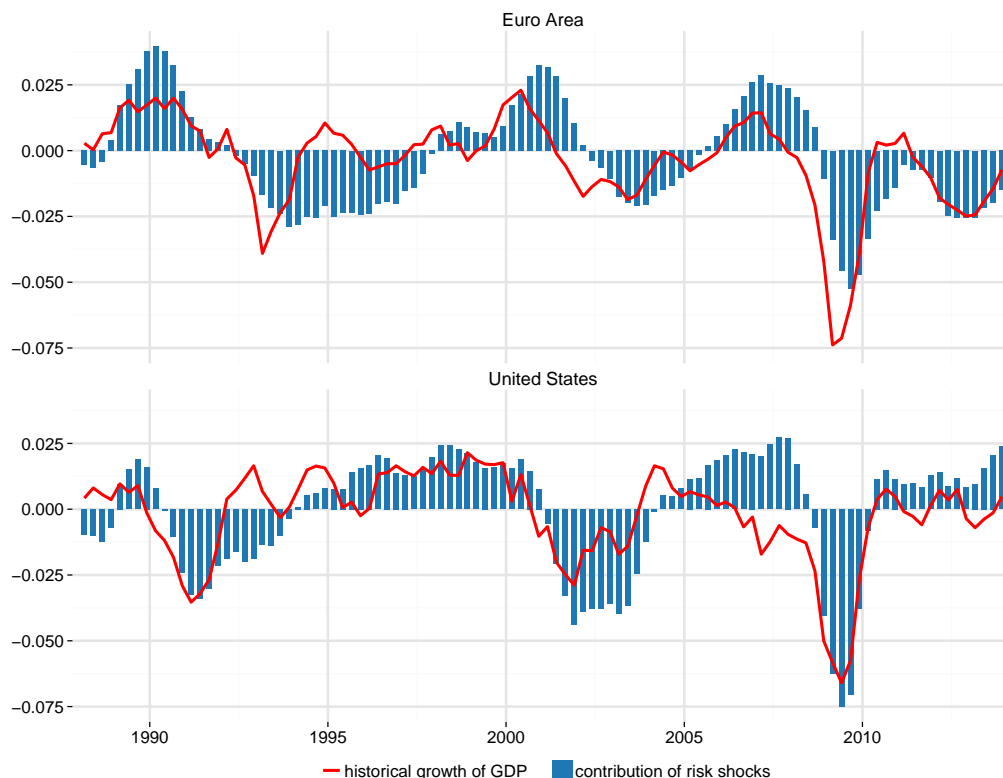 Euro Area
0.025
0.000
−0.025
−0.050
−0.075
United States
0.025
0.000
−0.025
−0.050
−0.075
1990 1995 2000 2005 2010
historical growth of GDP contribution of risk shocks